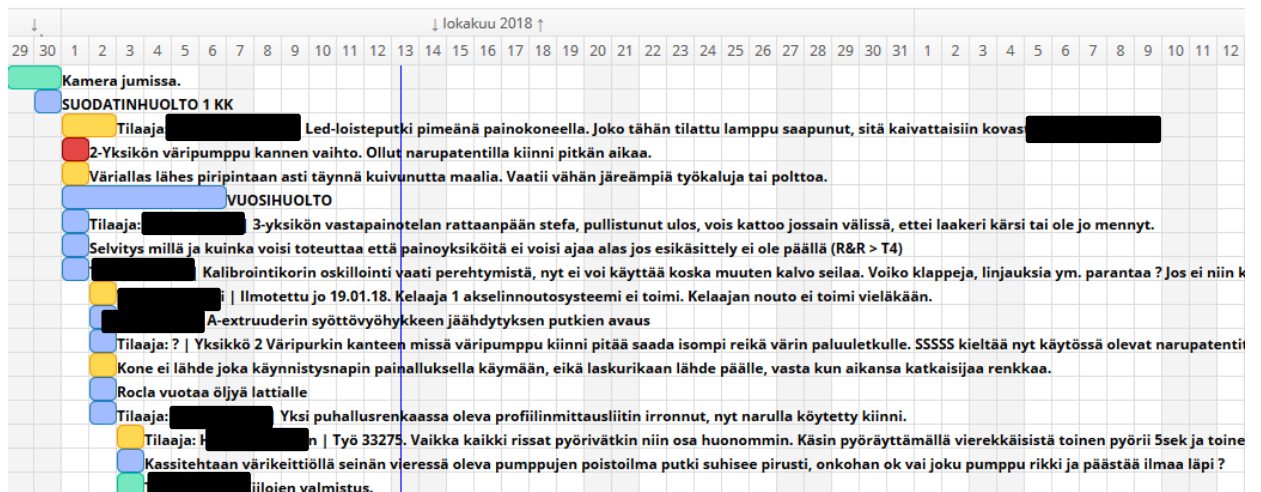 ↓ ↓ lokakuu 2018 ↑
29 30 1 2 3 4 5 6 7 8 9 10 11 12 13 14 15 16 17 18 19 20 21 22 23 24 25 26 27 28 29 30 31 1 2 3 4 5 6 7 8 9 10 11 12
Kamera jumissa.
SUODATINHUOLTO 1 KK
Tilaaja: Led-loisteputki pimeänä painokoneella. Joko tähän tilattu lamppu saapunut, sitä kaivattaisiin kovast
2-Yksikön väripumppu kannen vaihto. Ollut narupatentilla kiinni pitkän aikaa.
Väriallas lähes piripintaan asti täynnä kuivunutta maalia. Vaatii vähän järeämpiä työkaluja tai polttoa.
VUOSIHUOLTO
Tilaaja: | 3-yksikön vastapainotelan rattaanpään stefa, pullistunut ulos, vois kattoo jossain välissä, ettei laakeri kärsi tai ole jo mennyt.
Selvitys millä ja kuinka voisi toteuttaa että painoyksiköitä ei voisi ajaa alas jos esikäsittely ei ole päällä (R&R > T4)
Kalibrointikorin oskillointi vaati perehtymistä, nyt ei voi käyttää koska muuten kalvo seilaa. Voiko klappeja, linjauksia ym. parantaa ? Jos ei niin k
i | Ilmotettu jo 19.01.18. Kelaaja 1 akselinnoutosysteemi ei toimi. Kelaajan nouto ei toimi vieläkään.
A-extruuderin syöttövyöhykkeen jäähdytyksen putkien avaus
Tilaaja: ? | Yksikkö 2 Väripurkin kanteen missä väripumppu kiinni pitää saada isompi reikä värin paluuletkulle. SSSSS kieltää nyt käytössä olevat narupatentit
Kone ei lähde joka käynnistysnapin painalluksella käymään, eikä laskurikaan lähde päälle, vasta kun aikansa katkaisijaa renkkaa.
Rocla vuotaa öljyä lattialle
Tilaaja: Yksi puhallusrenkaassa oleva profiilinmittausliitin irronnut, nyt narulla köytetty kiinni.
Tilaaja: H n | Työ 33275. Vaikka kaikki rissat pyörivätkin niin osa huonommin. Käsin pyöräyttämällä vierekkäisistä toinen pyörii 5sek ja toine
Kassitehtaan värikeittiöllä seinän vieressä oleva pumppujen poistoilma putki suhisee pirusti, onkohan ok vai joku pumppu rikki ja päästää ilmaa läpi ?
iilojen valmistus.